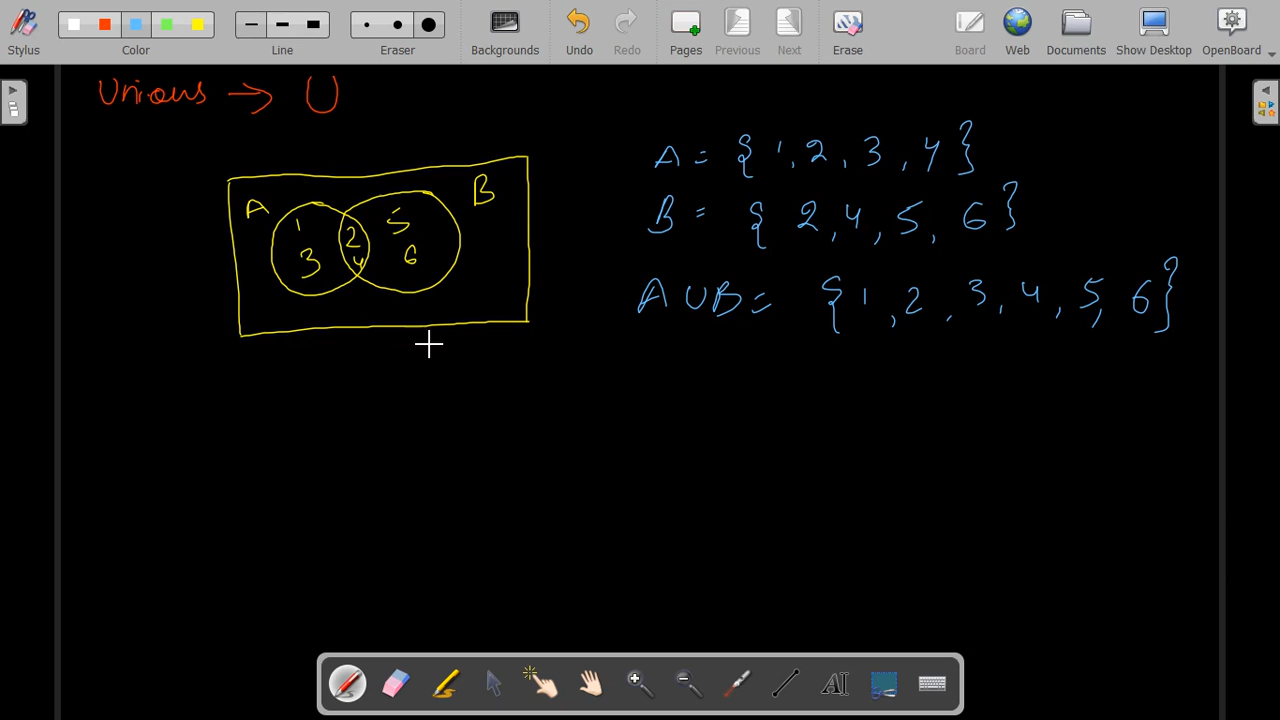 Stylus Color Line Eraser Backgrounds Undo Redo Pages Previous Next Erase Board Web Documents Show Desktop OpenBoard
Unions → U
A = { 1, 2, 3, 4 }
B = { 2, 4, 5, 6 }
A ∪ B = { 1, 2, 3, 4, 5, 6 }
A B
1 2 5
3 4 6
AI